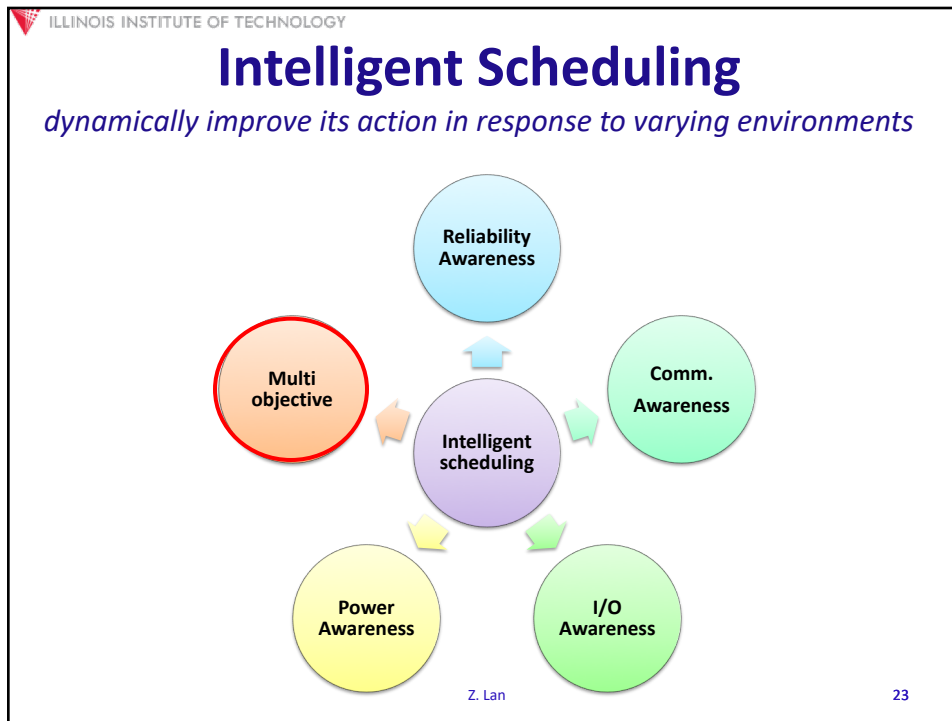 ILLINOIS INSTITUTE OF TECHNOLOGY
Intelligent Scheduling
dynamically improve its action in response to varying environments
Reliability
Awareness
Multi
objective
Comm.
Awareness
Intelligent
scheduling
Power
Awareness
I/O
Awareness
Z. Lan
23